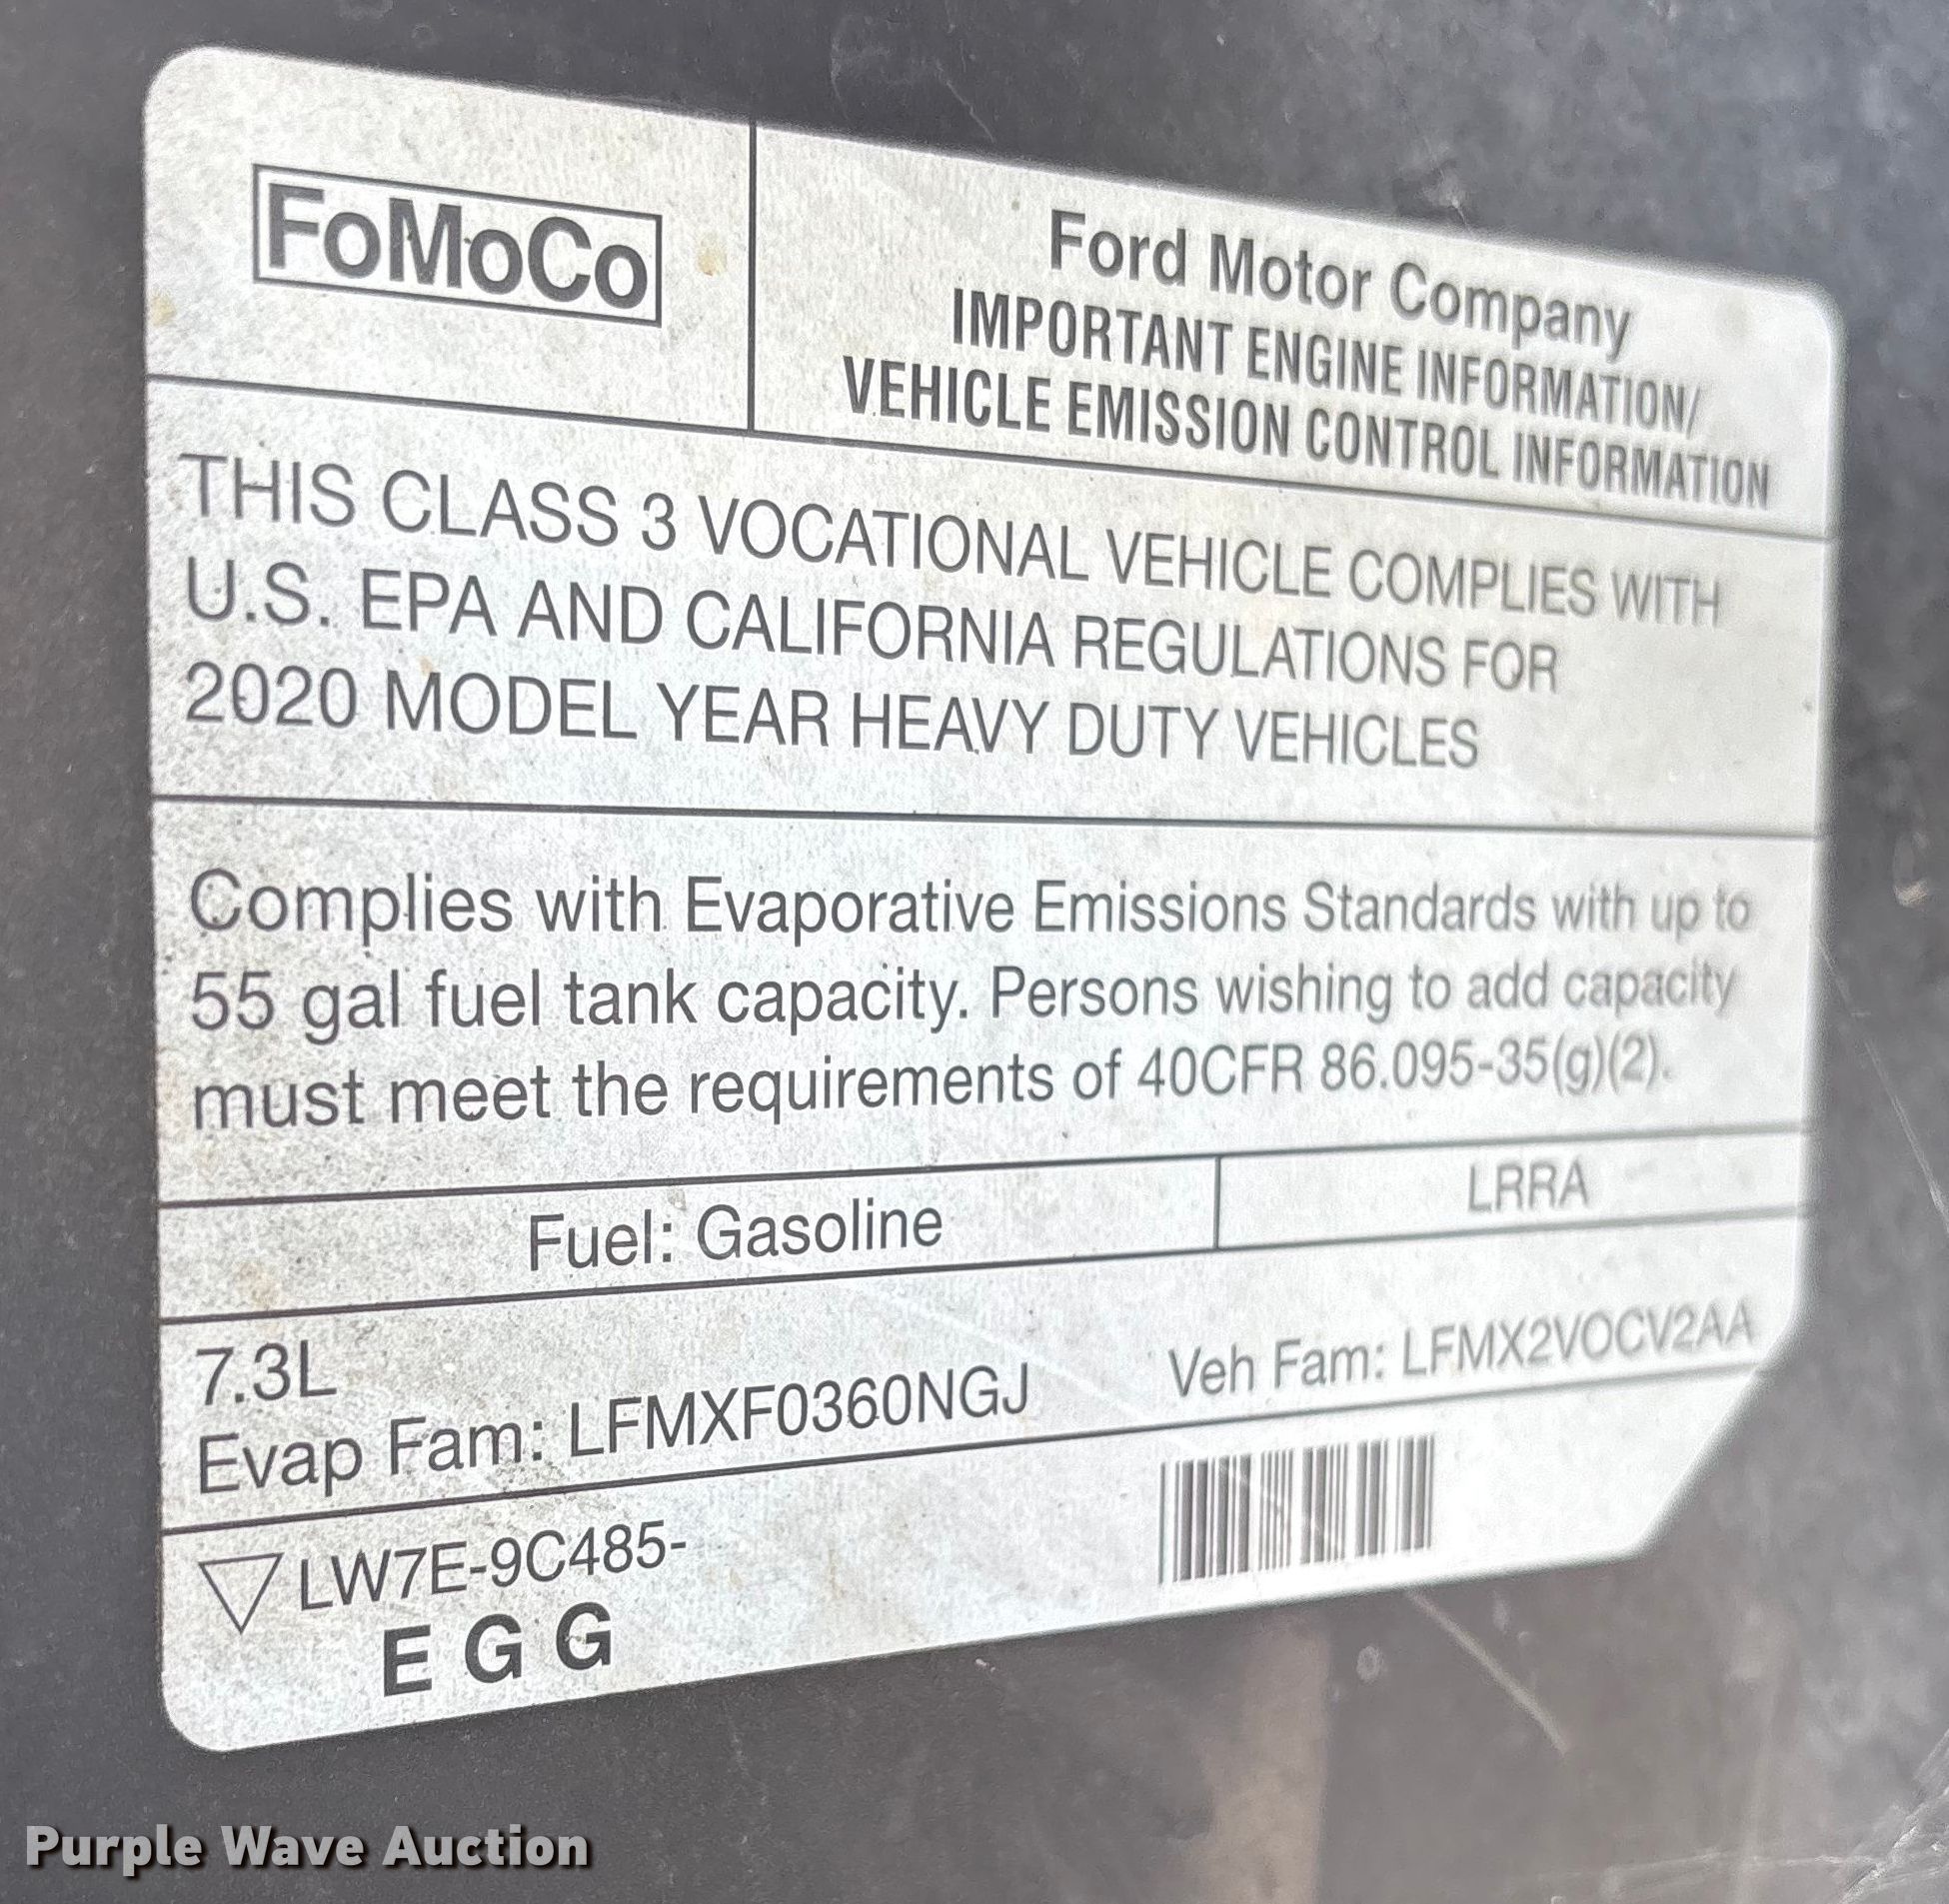 FoMoCo
Ford Motor Company
IMPORTANT ENGINE INFORMATION/
VEHICLE EMISSION CONTROL INFORMATION
THIS CLASS 3 VOCATIONAL VEHICLE COMPLIES WITH
U.S. EPA AND CALIFORNIA REGULATIONS FOR
2020 MODEL YEAR HEAVY DUTY VEHICLES
Complies with Evaporative Emissions Standards with up to
55 gal fuel tank capacity. Persons wishing to add capacity
must meet the requirements of 40CFR 86.095-35(g)(2).
Fuel: Gasoline
LRRA
7.3L
Evap Fam: LFMXF0360NGJ
Veh Fam: LFMX2VOCV2AA
LW7E-9C485-
E G G
Purple Wave Auction